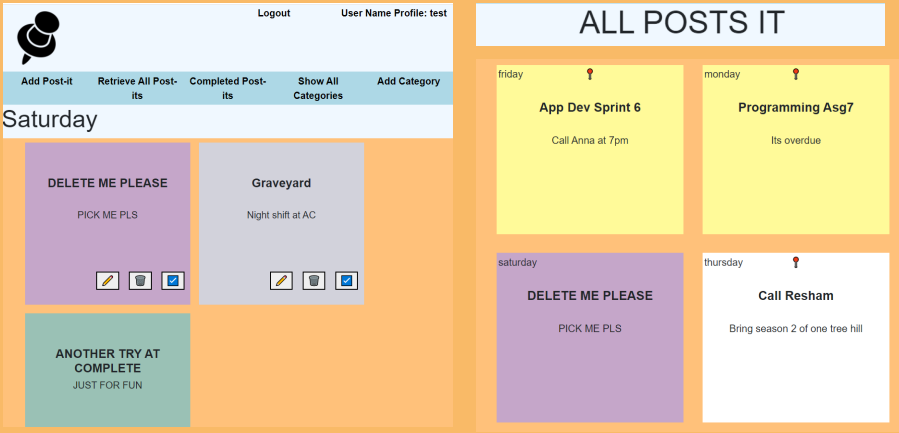 Logout
User Name Profile: test
Add Post-it
Retrieve All Post-
its
Completed Post-
its
Show All
Categories
Add Category
Saturday
DELETE ME PLEASE
PICK ME PLS
Graveyard
Night shift at AC
ANOTHER TRY AT
COMPLETE
JUST FOR FUN
ALL POSTS IT
friday
App Dev Sprint 6
Call Anna at 7pm
monday
Programming Asg7
Its overdue
saturday
DELETE ME PLEASE
PICK ME PLS
thursday
Call Resham
Bring season 2 of one tree hill